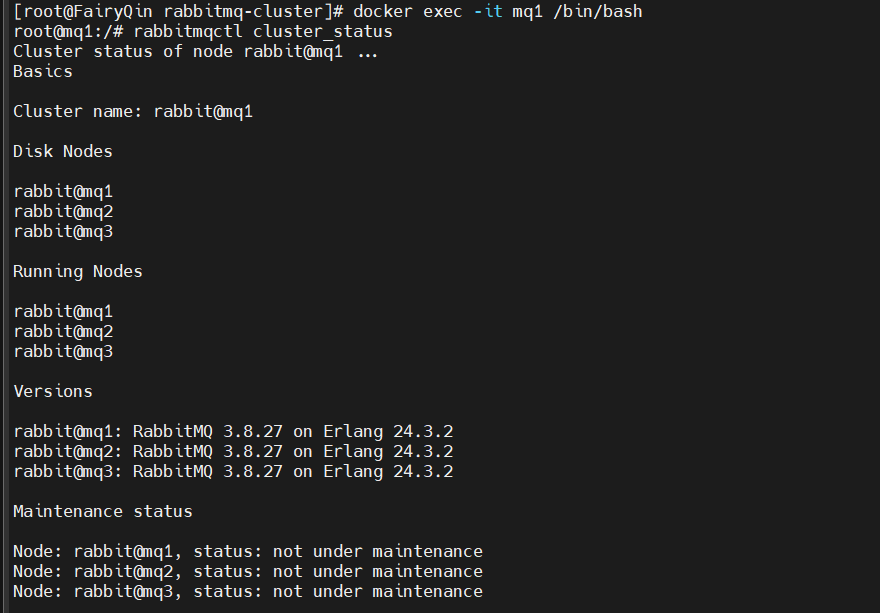 [root@FairyQin rabbitmq-cluster]# docker exec -it mq1 /bin/bash
root@mq1:/# rabbitmqctl cluster_status
Cluster status of node rabbit@mq1 ...
Basics
Cluster name: rabbit@mq1
Disk Nodes
rabbit@mq1
rabbit@mq2
rabbit@mq3
Running Nodes
rabbit@mq1
rabbit@mq2
rabbit@mq3
Versions
rabbit@mq1: RabbitMQ 3.8.27 on Erlang 24.3.2
rabbit@mq2: RabbitMQ 3.8.27 on Erlang 24.3.2
rabbit@mq3: RabbitMQ 3.8.27 on Erlang 24.3.2
Maintenance status
Node: rabbit@mq1, status: not under maintenance
Node: rabbit@mq2, status: not under maintenance
Node: rabbit@mq3, status: not under maintenance